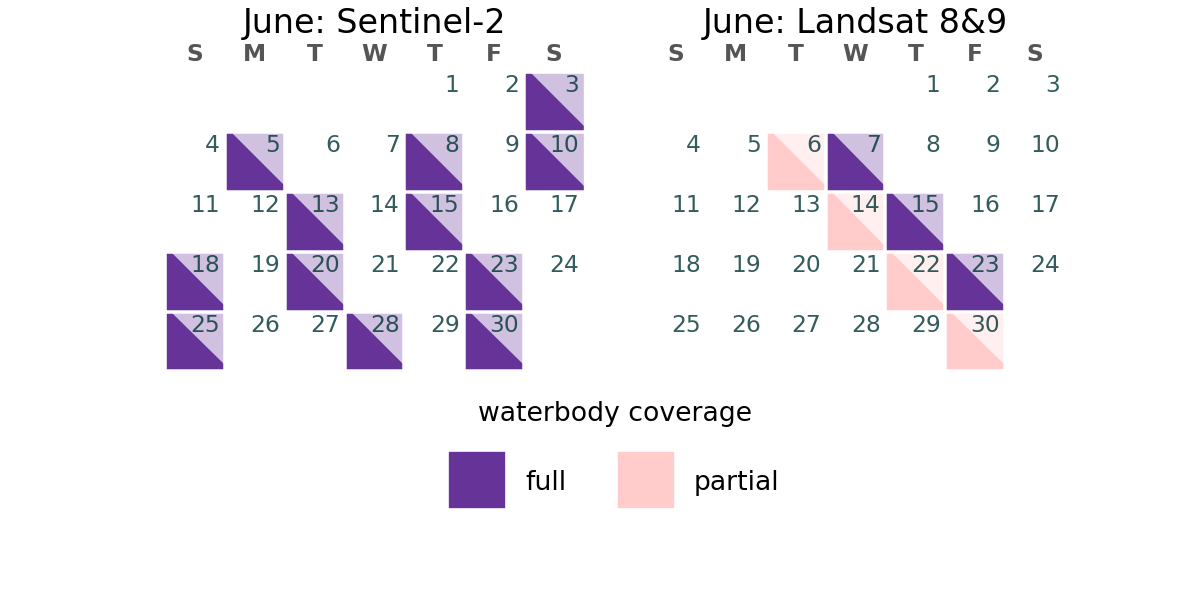 June: Sentinel-2
S M T W T F S
1 2 3
4 5 6 7 8 9 10
11 12 13 14 15 16 17
18 19 20 21 22 23 24
25 26 27 28 29 30
June: Landsat 8&9
S M T W T F S
1 2 3
4 5 6 7 8 9 10
11 12 13 14 15 16 17
18 19 20 21 22 23 24
25 26 27 28 29 30
waterbody coverage
full partial